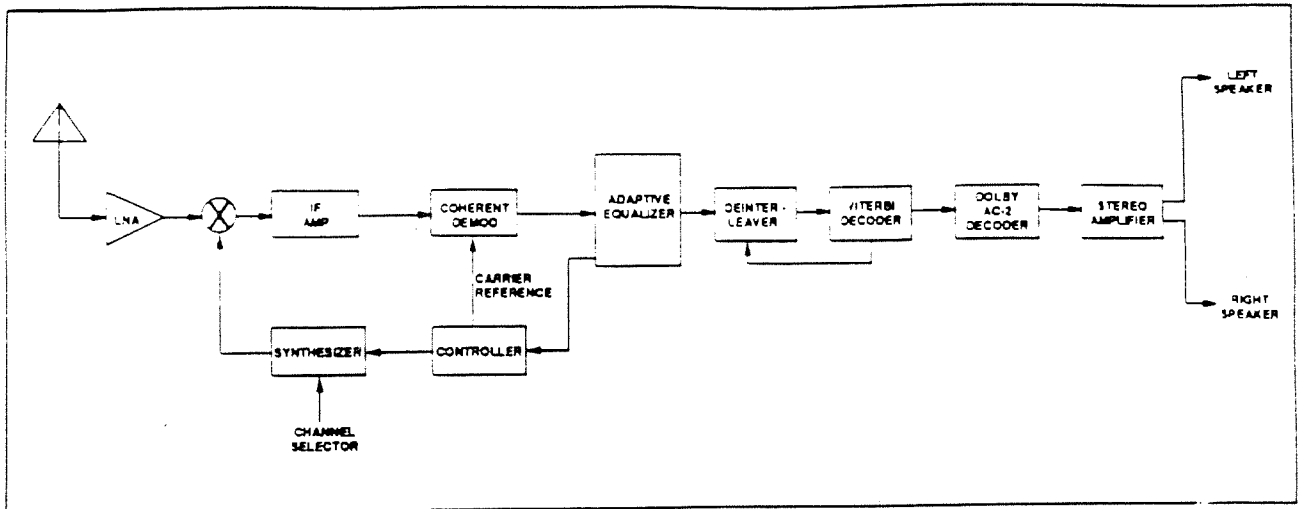 LEFT
SPEAKER
LNA
IF
AMP
COHERENT
DEMOD
ADAPTIVE
EQUALIZER
DEINTER-
LEAVER
VITERBI
DECODER
DOLBY
AC-2
DECODER
STEREO
AMPLIFIER
CARRIER
REFERENCE
RIGHT
SPEAKER
SYNTHESIZER
CONTROLLER
CHANNEL
SELECTOR